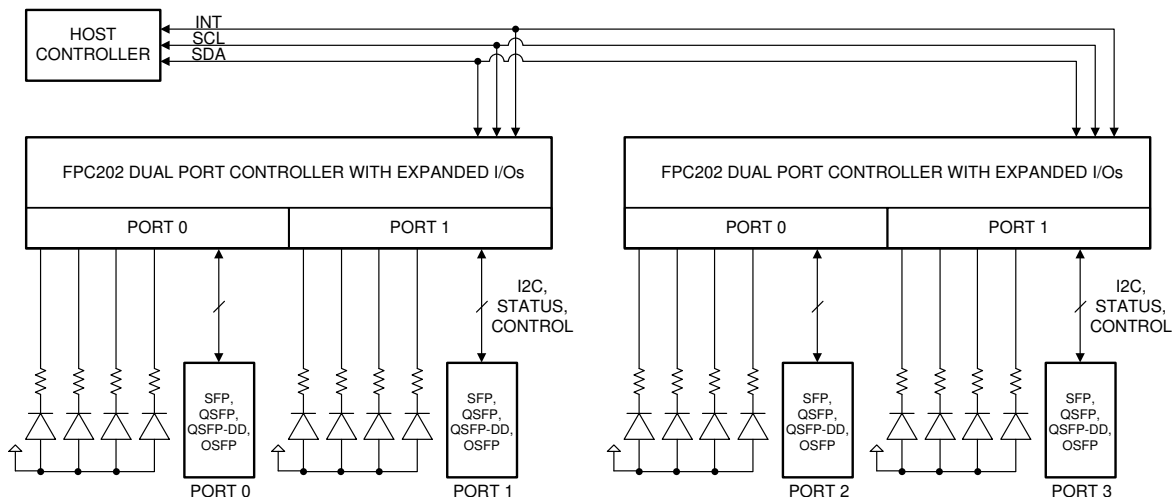 HOST
CONTROLLER
INT
SCL
SDA
FPC202 DUAL PORT CONTROLLER WITH EXPANDED I/Os
PORT 0
PORT 1
FPC202 DUAL PORT CONTROLLER WITH EXPANDED I/Os
PORT 0
PORT 1
I2C,
STATUS,
CONTROL
I2C,
STATUS,
CONTROL
SFP,
QSFP,
QSFP-DD,
OSFP
PORT 0
SFP,
QSFP,
QSFP-DD,
OSFP
PORT 1
SFP,
QSFP,
QSFP-DD,
OSFP
PORT 2
SFP,
QSFP,
QSFP-DD,
OSFP
PORT 3